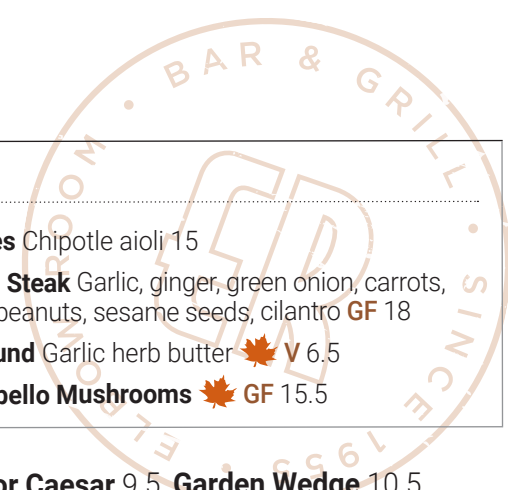 ELBOW ROOM • BAR & GRILL • SINCE 1955 •
ER
es Chipotle aioli 15
Steak Garlic, ginger, green onion, carrots,
peanuts, sesame seeds, cilantro GF 18
und Garlic herb butter V 6.5
bello Mushrooms GF 15.5
or Caesar 9.5 Garden Wedge 10.5